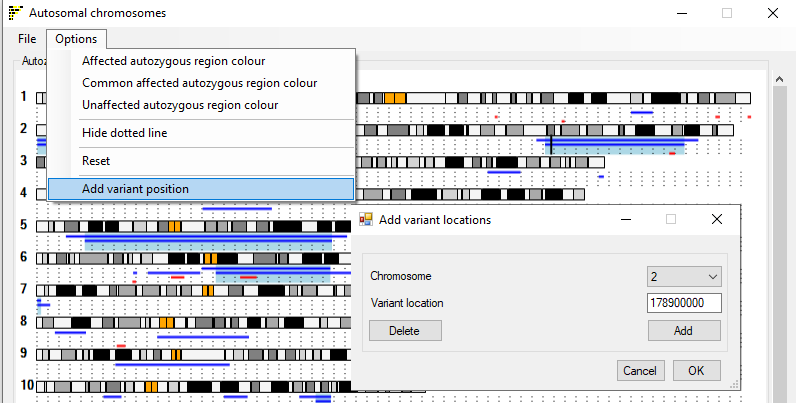 Autosomal chromosomes
File Options
Affected autozygous region colour
Common affected autozygous region colour
Unaffected autozygous region colour
Hide dotted line
Reset
Add variant position
1
2
3
4
5
6
7
8
9
10
Add variant locations
Chromosome 2
Variant location 178900000
Delete Add
Cancel OK